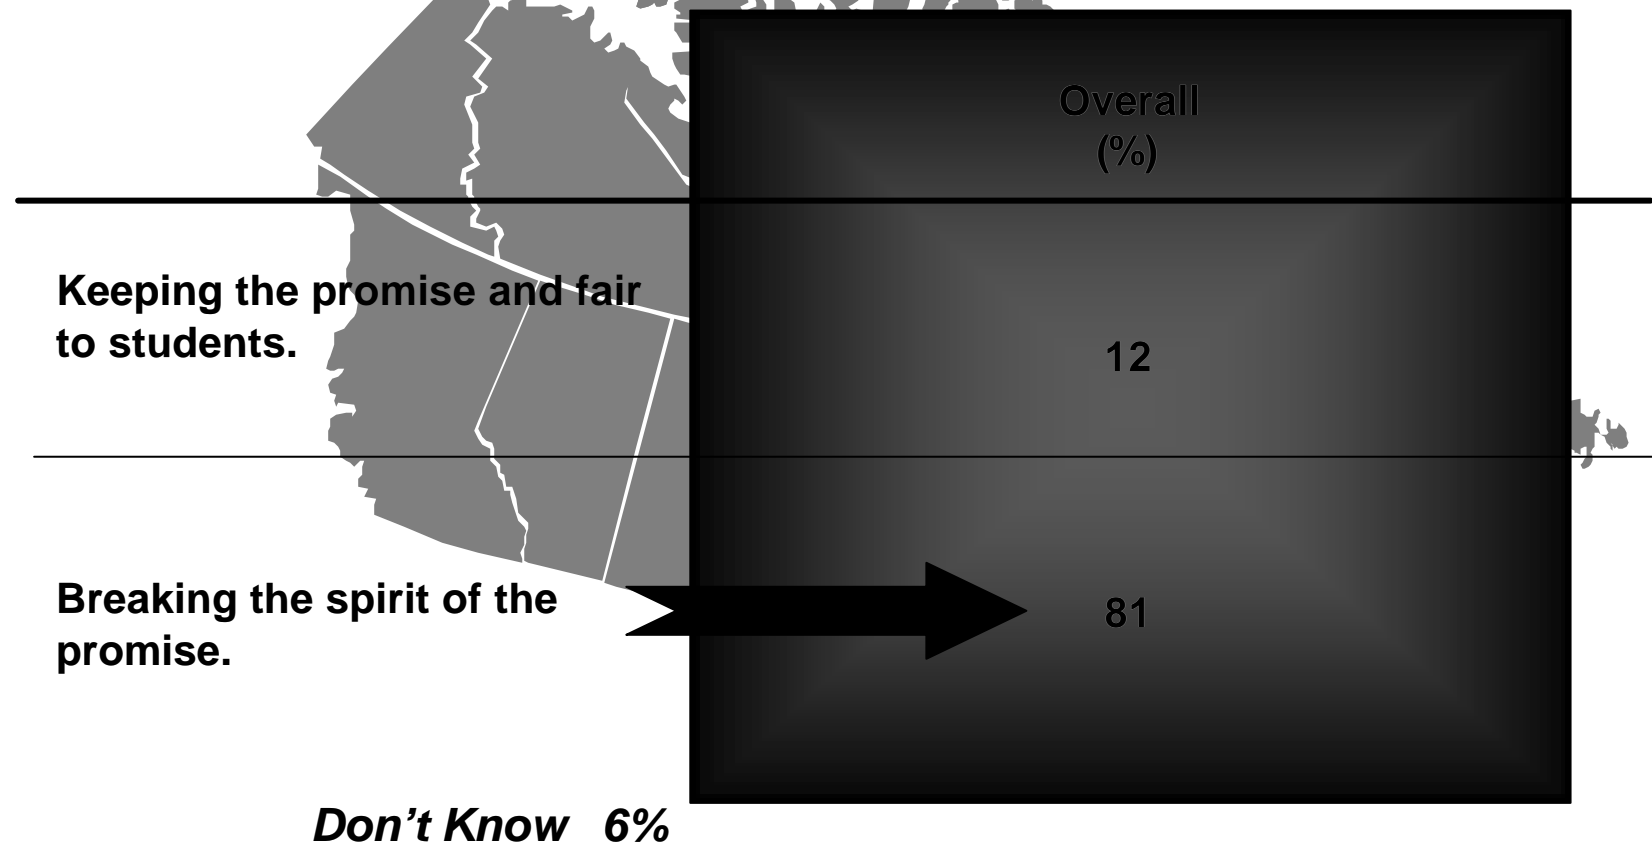 Overall
(%)
Keeping the promise and fair
to students.
12
Breaking the spirit of the
promise.
81
Don’t Know 6%